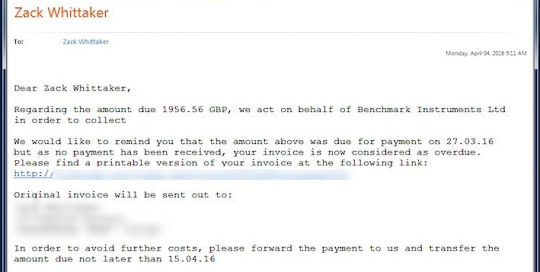 Zack Whittaker
To: Zack Whittaker
Monday, April 04, 2016 9:11 AM
Dear Zack Whittaker,
Regarding the amount due 1956.56 GBP, we act on behalf of Benchmark Instruments Ltd
in order to collect
We would like to remind you that the amount above was due for payment on 27.03.16
but as no payment has been received, your invoice is now considered as overdue.
Please find a printable version of your invoice at the following link:
http://
Original invoice will be sent out to:
In order to avoid further costs, please forward the payment to us and transfer the
amount due not later than 15.04.16